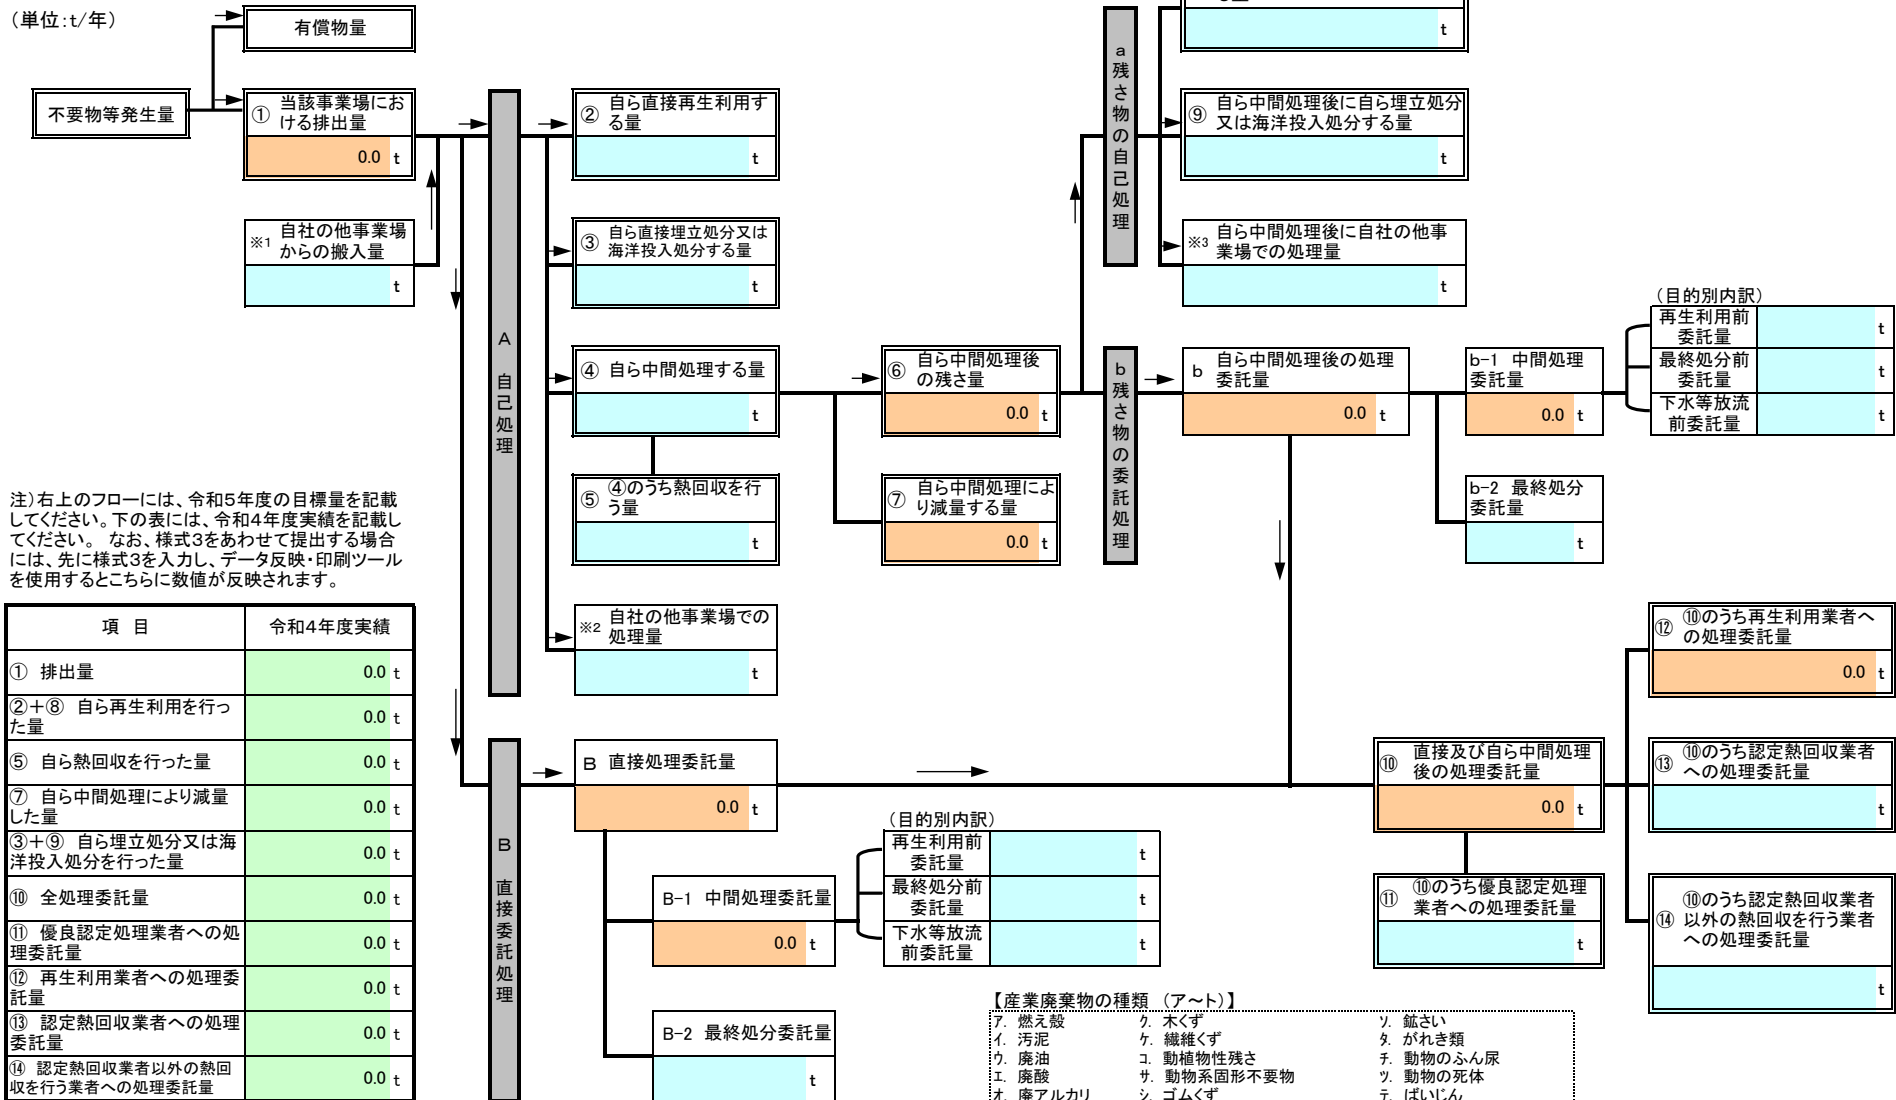 （単位：t/年）
有償物量
不要物等発生量
① 当該事業場にお
ける排出量
0.0 t
※1 自社の他事業場
からの搬入量
t
A 自己処理
② 自ら直接再生利用す
る量
t
③ 自ら直接埋立処分又は
海洋投入処分する量
t
④ 自ら中間処理する量
t
⑤ ④のうち熱回収を行
う量
t
※2 自社の他事業場での
処理量
t
⑥ 自ら中間処理後
の残さ量
0.0 t
⑦ 自ら中間処理によ
り減量する量
0.0 t
a 残さ物の自己処理
t
⑨ 自ら中間処理後に自ら埋立処分
又は海洋投入処分する量
t
※3 自ら中間処理後に自社の他事
業場での処理量
t
b 残さ物の委託処理
b 自ら中間処理後の処理
委託量
0.0 t
b-1 中間処理
委託量
0.0 t
（目的別内訳）
再生利用前
委託量
t
最終処分前
委託量
t
下水等放流
前委託量
t
b-2 最終処分
委託量
t
注）右上のフローには、令和５年度の目標量を記載
してください。下の表には、令和４年度実績を記載し
てください。 なお、様式３をあわせて提出する場合
には、先に様式３を入力し、データ反映・印刷ツール
を使用するとこちらに数値が反映されます。
項 目 令和４年度実績
① 排出量 0.0 t
②＋⑧ 自ら再生利用を行っ
た量 0.0 t
⑤ 自ら熱回収を行った量 0.0 t
⑦ 自ら中間処理により減量
した量 0.0 t
③＋⑨ 自ら埋立処分又は海
洋投入処分を行った量 0.0 t
⑩ 全処理委託量 0.0 t
⑪ 優良認定処理業者への処
理委託量 0.0 t
⑫ 再生利用業者への処理委
託量 0.0 t
⑬ 認定熱回収業者への処理
委託量 0.0 t
⑭ 認定熱回収業者以外の熱回
収を行う業者への処理委託量 0.0 t
B 直接委託処理
B 直接処理委託量
0.0 t
B-1 中間処理委託量
0.0 t
（目的別内訳）
再生利用前
委託量
t
最終処分前
委託量
t
下水等放流
前委託量
t
B-2 最終処分委託量
t
⑩ 直接及び自ら中間処理
後の処理委託量
0.0 t
⑪ ⑩のうち優良認定処理
業者への処理委託量
t
⑫ ⑩のうち再生利用業者へ
の処理委託量
0.0 t
⑬ ⑩のうち認定熱回収業者
への処理委託量
t
⑭ ⑩のうち認定熱回収業者
以外の熱回収を行う業者
への処理委託量
t
【産業廃棄物の種類 （ア～ト）】
ア. 燃え殻 ク. 木くず ソ. 鉱さい
イ. 汚泥 ケ. 繊維くず タ. がれき類
ウ. 廃油 コ. 動植物性残さ チ. 動物のふん尿
エ. 廃酸 サ. 動物系固形不要物 ツ. 動物の死体
オ. 廃アルカリ シ. ゴムくず テ. ばいじん